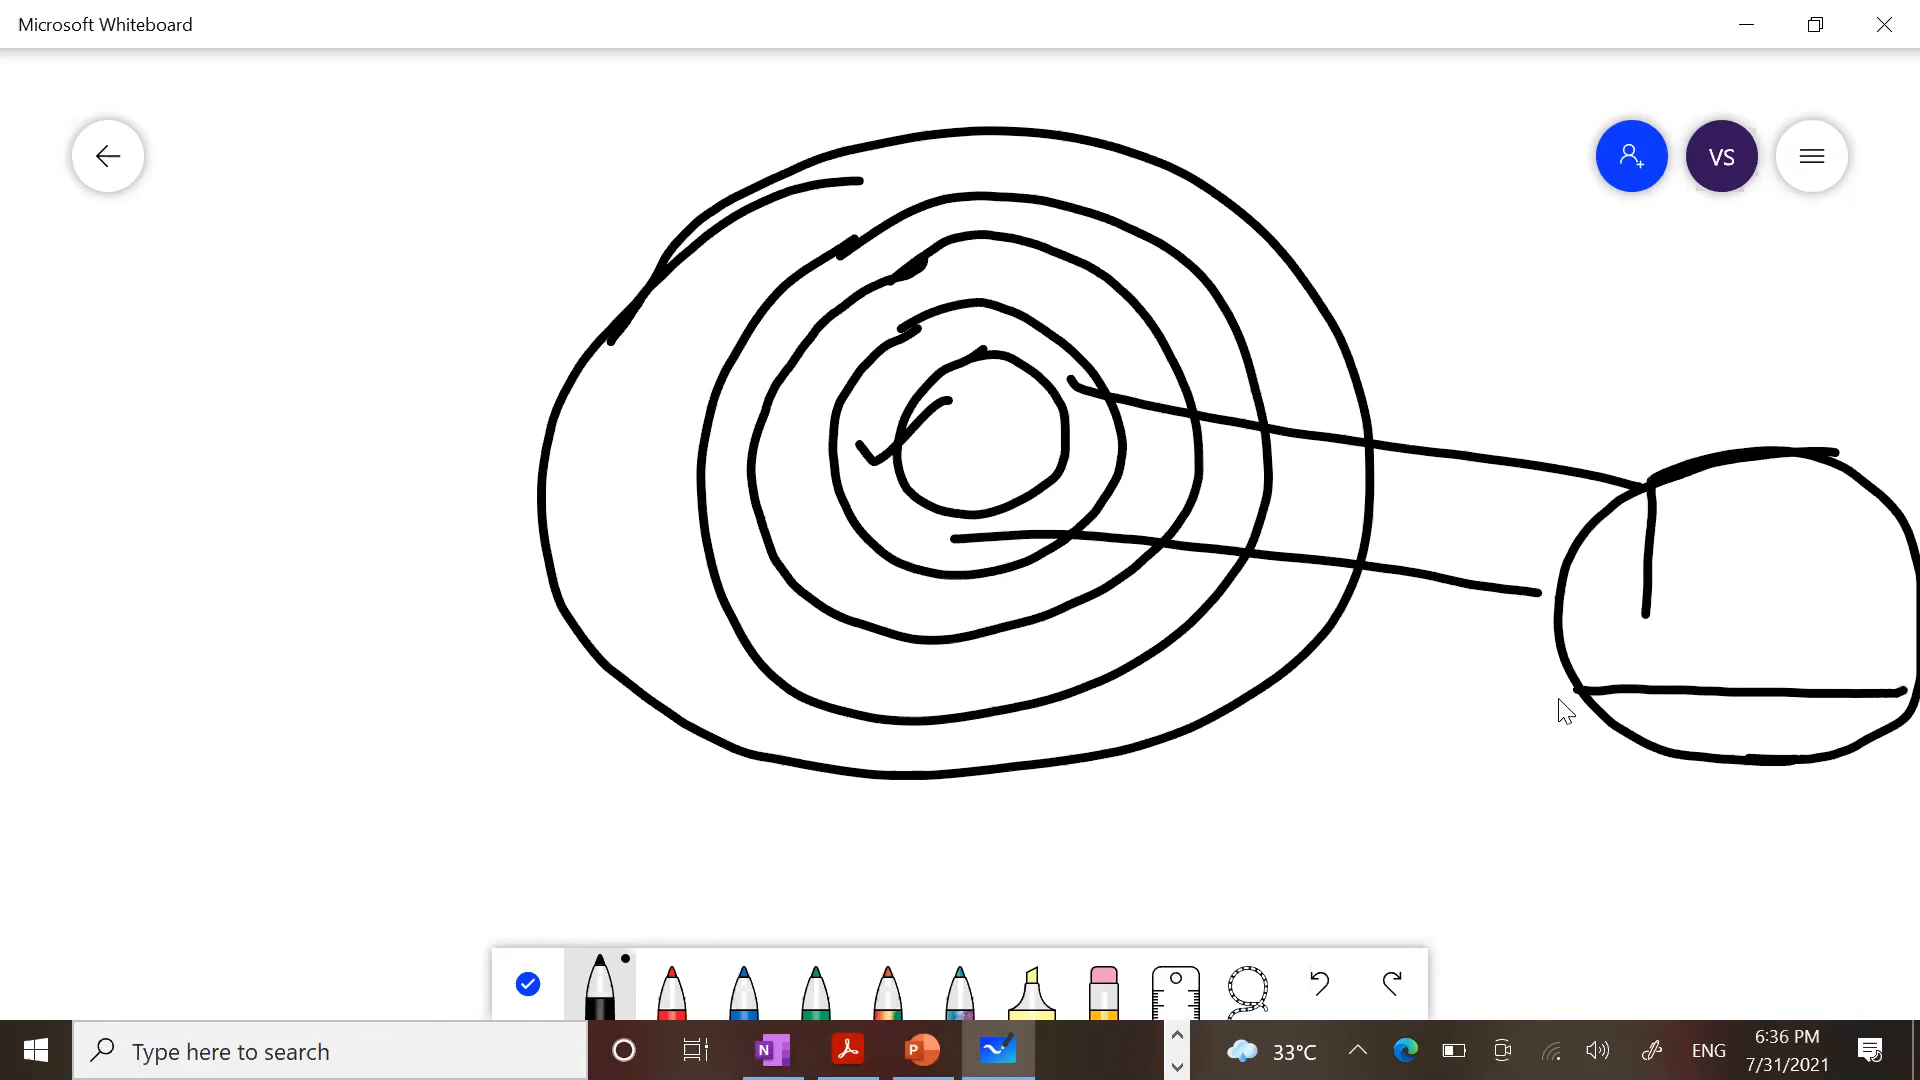 Microsoft Whiteboard
VS
Type here to search
N
P
33°C
ENG
6:36 PM
7/31/2021